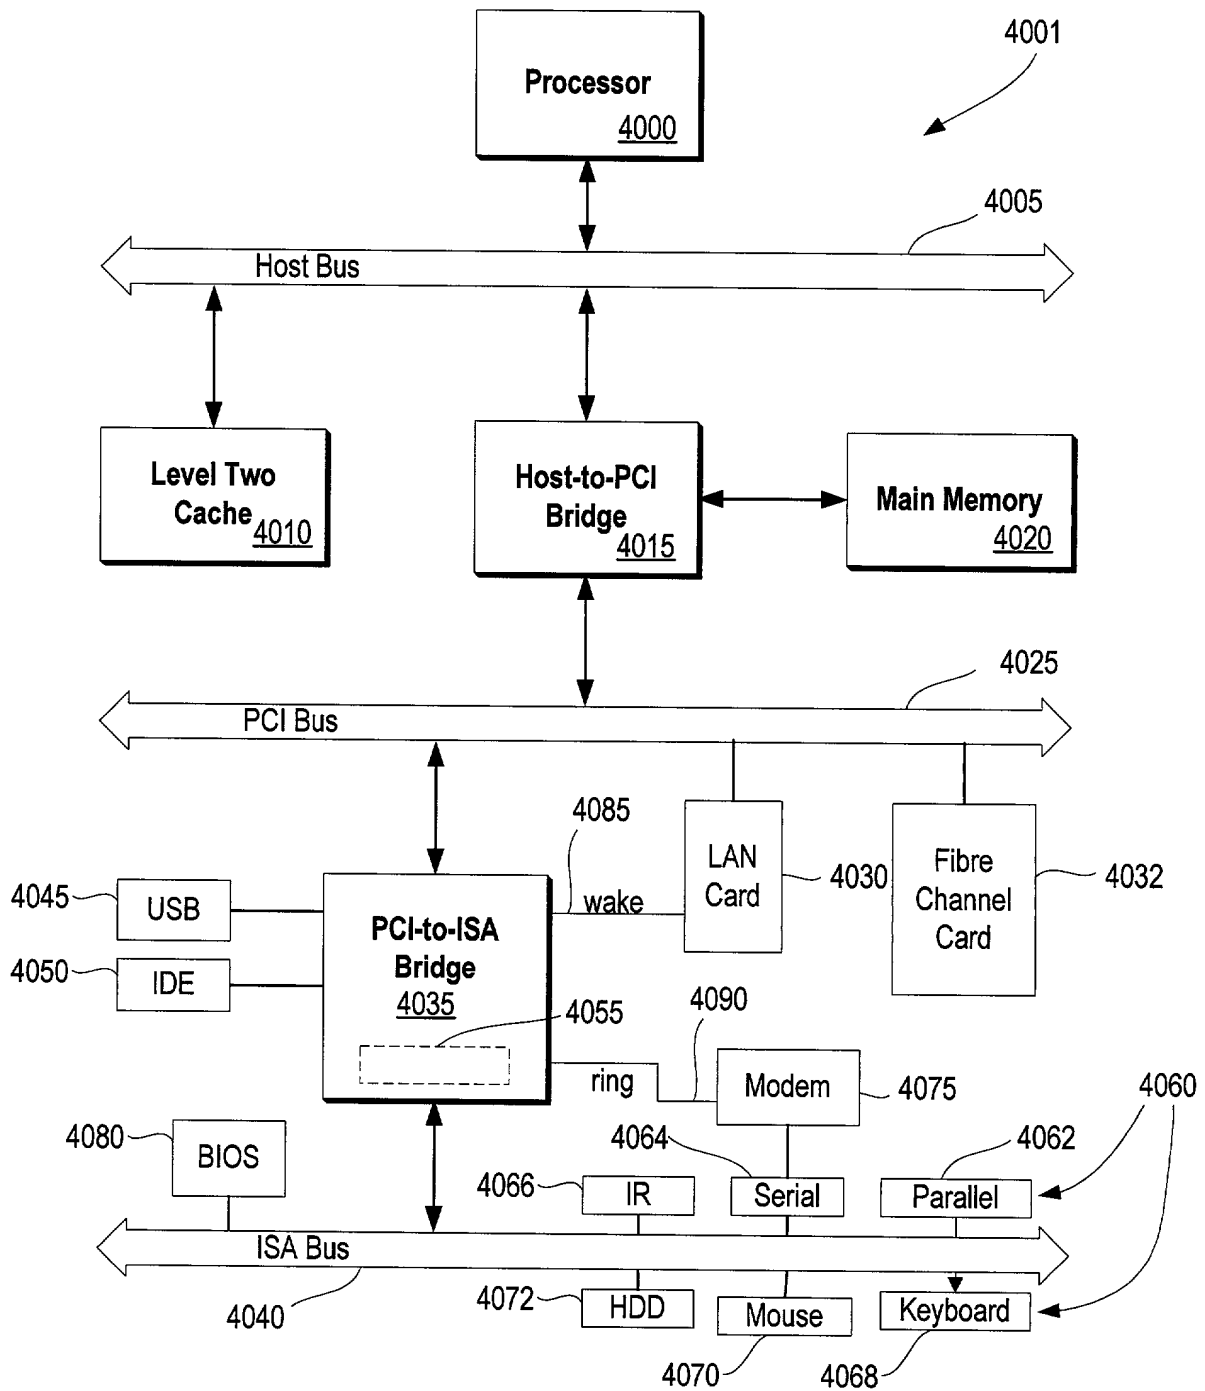 4001
Processor
4000
4005
Host Bus
Level Two
Cache
4010
Host-to-PCI
Bridge
4015
Main Memory
4020
4025
PCI Bus
4085
wake
LAN
Card
4030
Fibre
Channel
Card
4032
4045
USB
4050
IDE
PCI-to-ISA
Bridge
4035
4055
4090
ring
Modem
4075
4060
4080
BIOS
4066
IR
4064
Serial
4062
Parallel
ISA Bus
4040
4072
HDD
Mouse
4070
Keyboard
4068